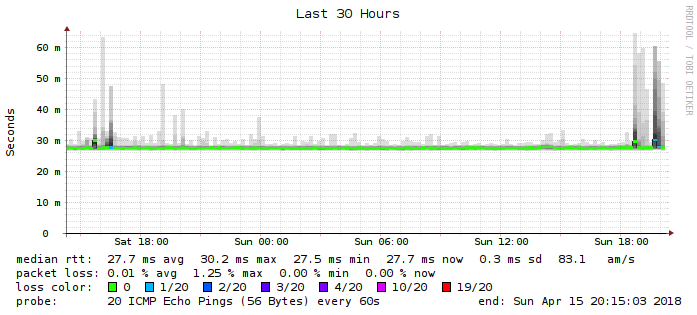 Last 30 Hours
RRDTOOL / TOBI OETIKER
Seconds
60 m
50 m
40 m
30 m
20 m
10 m
0
Sat 18:00 Sun 00:00 Sun 06:00 Sun 12:00 Sun 18:00
median rtt: 27.7 ms avg 30.2 ms max 27.5 ms min 27.7 ms now 0.3 ms sd 83.1 am/s
packet loss: 0.01 % avg 1.25 % max 0.00 % min 0.00 % now
loss color: 0 1/20 2/20 3/20 4/20 10/20 19/20
probe: 20 ICMP Echo Pings (56 Bytes) every 60s end: Sun Apr 15 20:15:03 2018